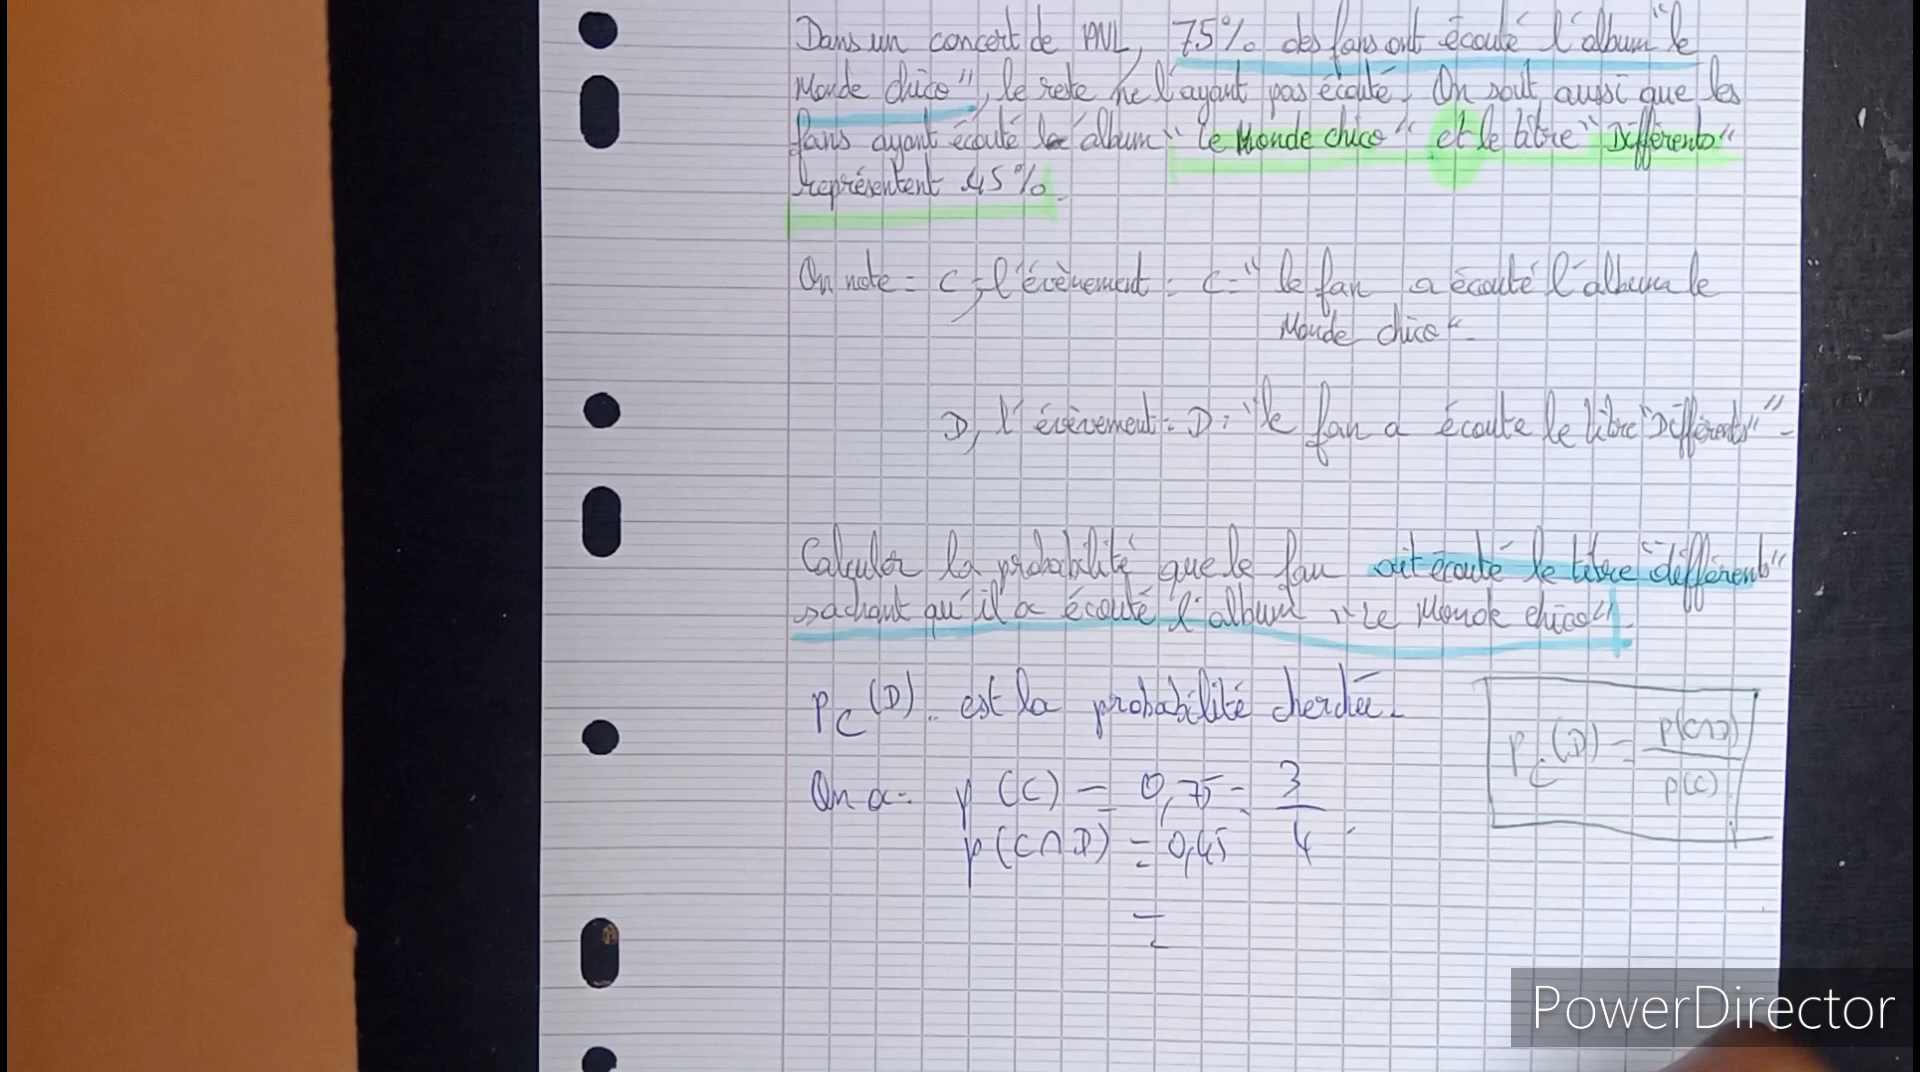 Dans un concert de PNL, 75% des fans ont écouté l'album "le
Monde chico", le reste ne l'ayant pas écouté. On sait aussi que les
fans ayant écouté le album "Le Monde chico" et le titre "Différents"
représentent 45%.
On note : C, l'évènement : C = "le fan a écouté l'album le
Monde chico".
D, l'évènement : D : "le fan a écouté le titre "Différents"".
Calculer la probabilité que le fan ait écouté le titre "différents"
sachant qu'il a écouté l'album "Le Monde chico".
P_C(D) est la probabilité cherchée.
On a : p(C) = 0,75 = 3/4
p(C∩D) = 0,45
=
P_C(D) = p(C∩D)/p(C)
PowerDirector